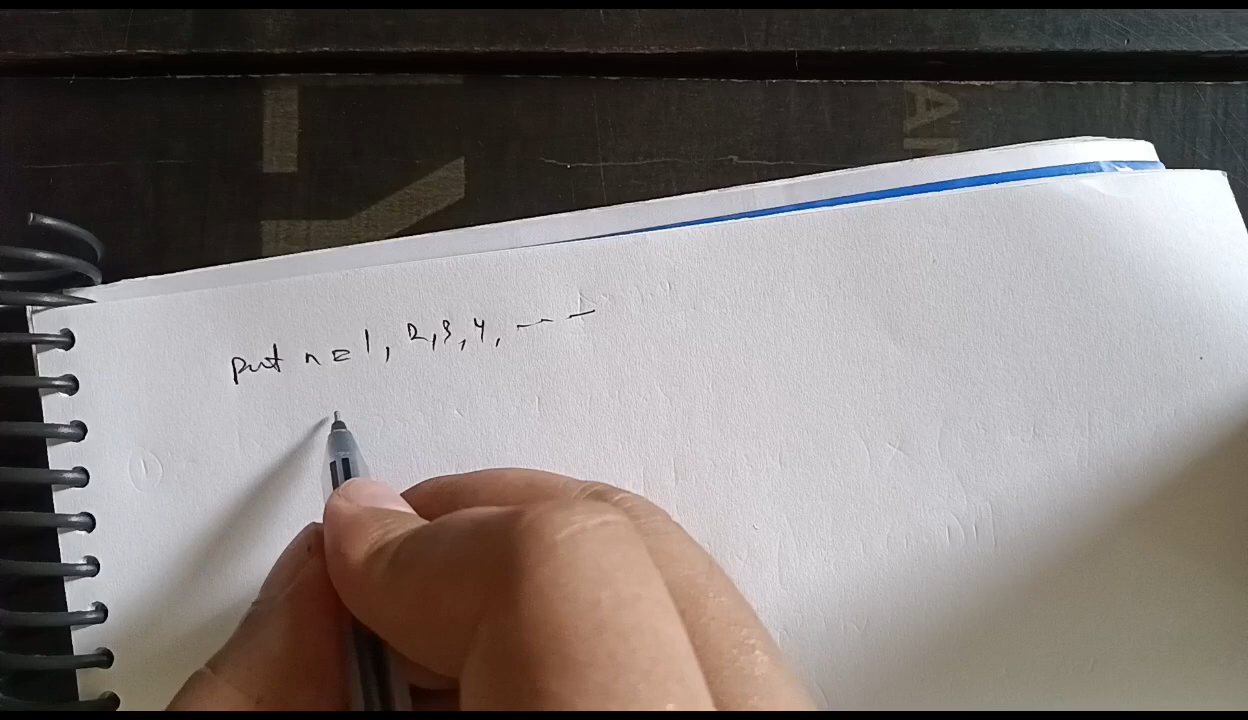 put n = 1, 2, 3, 4, — —